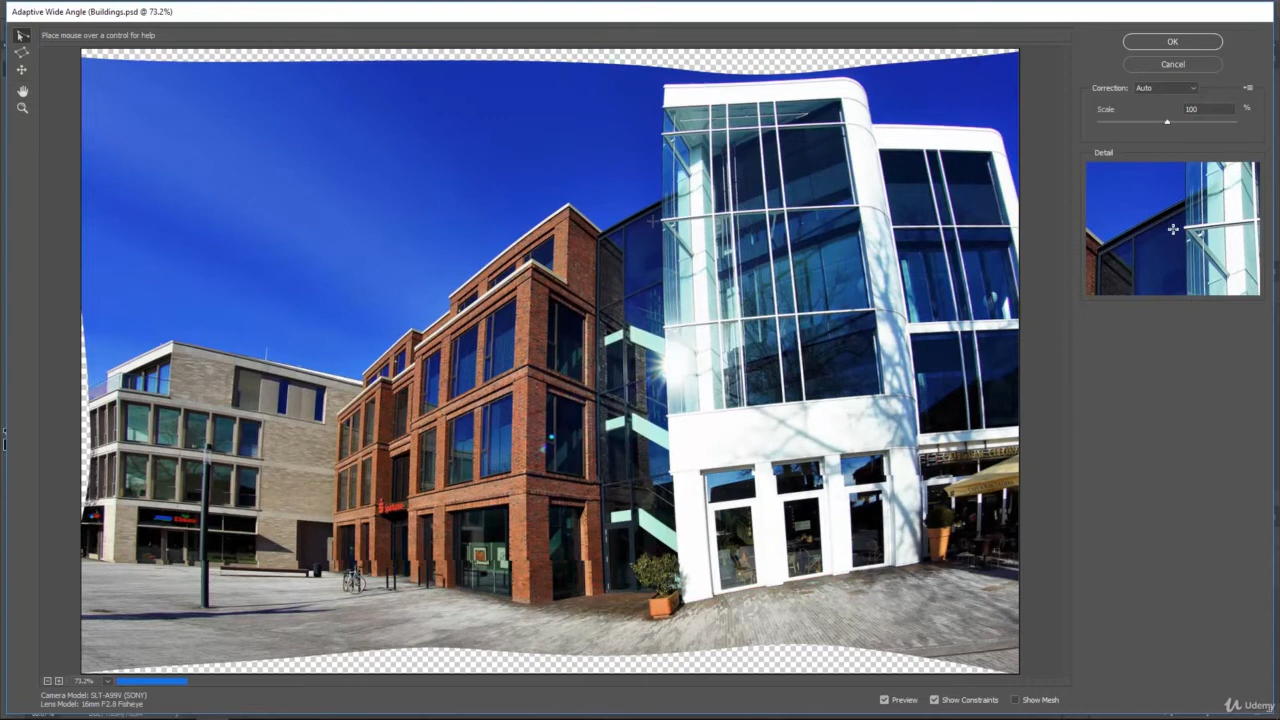 Adaptive Wide Angle (Buildings.psd @ 73.2%)
Place mouse over a control for help
OK
Cancel
Correction: Auto
Scale 100 %
Detail
73.2%
Camera Model: SLT-A99V (SONY)
Lens Model: 16mm F2.8 Fisheye
Preview
Show Constraints
Show Mesh
Udemy